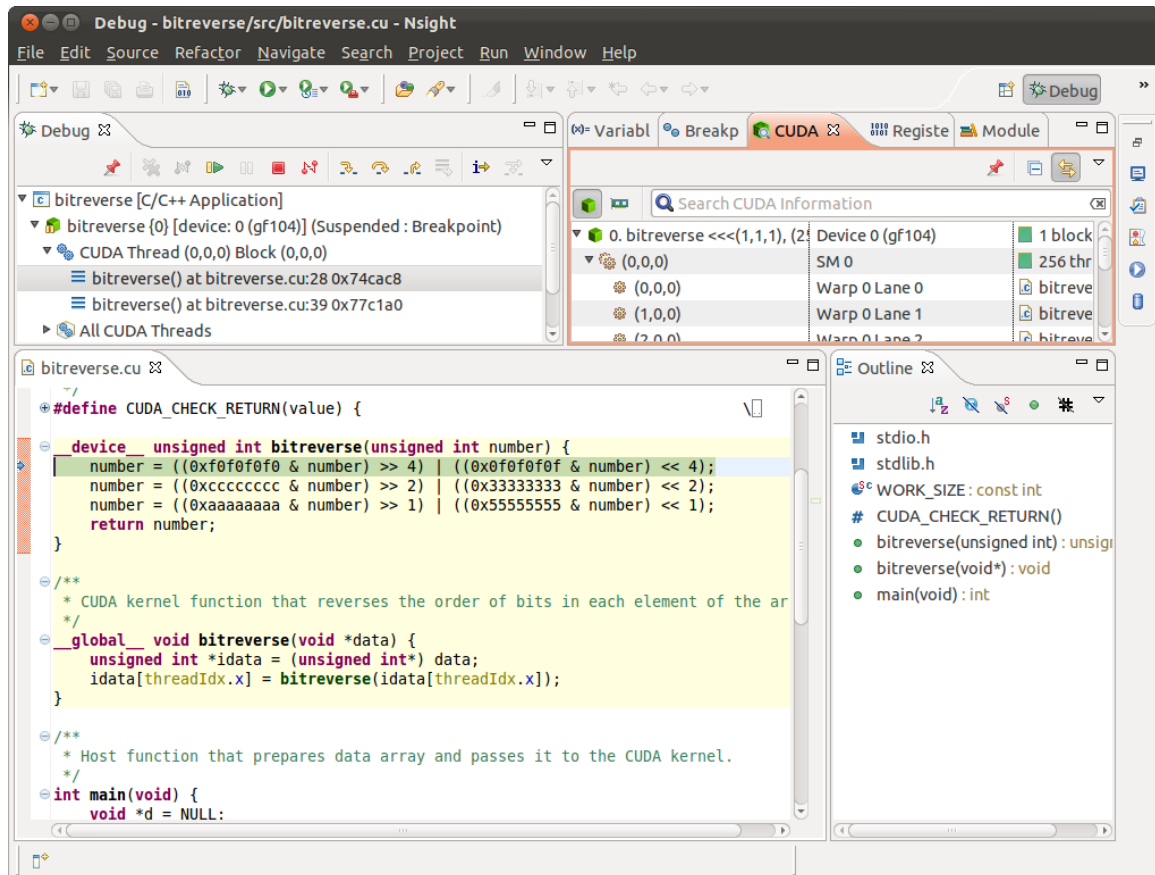 Debug - bitreverse/src/bitreverse.cu - Nsight
File Edit Source Refactor Navigate Search Project Run Window Help
Debug
»
Debug
bitreverse [C/C++ Application]
bitreverse {0} [device: 0 (gf104)] (Suspended : Breakpoint)
CUDA Thread (0,0,0) Block (0,0,0)
bitreverse() at bitreverse.cu:28 0x74cac8
bitreverse() at bitreverse.cu:39 0x77c1a0
All CUDA Threads
(x)= Variabl Breakp CUDA Registe Module
Search CUDA Information
0. bitreverse <<<(1,1,1), (2 Device 0 (gf104) 1 block
(0,0,0) SM 0 256 thr
(0,0,0) Warp 0 Lane 0 bitreve
(1,0,0) Warp 0 Lane 1 bitreve
(2,0,0) Warp 0 Lane 2 bitreve
bitreverse.cu
*/
#define CUDA_CHECK_RETURN(value) { \
__device__ unsigned int bitreverse(unsigned int number) {
number = ((0xf0f0f0f0 & number) >> 4) | ((0x0f0f0f0f & number) << 4);
number = ((0xcccccccc & number) >> 2) | ((0x33333333 & number) << 2);
number = ((0xaaaaaaaa & number) >> 1) | ((0x55555555 & number) << 1);
return number;
}
/**
* CUDA kernel function that reverses the order of bits in each element of the ar
*/
__global__ void bitreverse(void *data) {
unsigned int *idata = (unsigned int*) data;
idata[threadIdx.x] = bitreverse(idata[threadIdx.x]);
}
/**
* Host function that prepares data array and passes it to the CUDA kernel.
*/
int main(void) {
void *d = NULL;
Outline
stdio.h
stdlib.h
WORK_SIZE : const int
# CUDA_CHECK_RETURN()
bitreverse(unsigned int) : unsig
bitreverse(void*) : void
main(void) : int